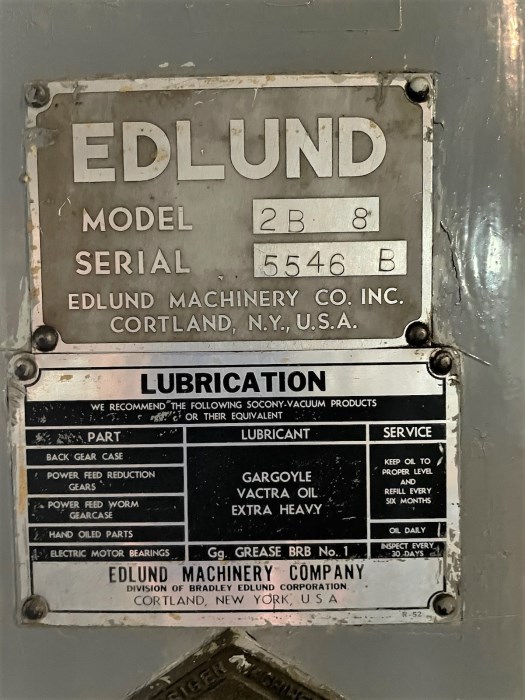 EDLUND
MODEL 2B 8
SERIAL 5546 B
EDLUND MACHINERY CO. INC.
CORTLAND, N.Y., U.S.A.
LUBRICATION
WE RECOMMEND THE FOLLOWING SOCONY-VACUUM PRODUCTS
OR THEIR EQUIVALENT
PART LUBRICANT SERVICE
BACK GEAR CASE
POWER FEED REDUCTION
GEARS
POWER FEED WORM
GEARCASE
HAND OILED PARTS
GARGOYLE
VACTRA OIL
EXTRA HEAVY
KEEP OIL TO
PROPER LEVEL
AND
REFILL EVERY
SIX MONTHS
OIL DAILY
ELECTRIC MOTOR BEARINGS Gg. GREASE BRB No. 1 INSPECT EVERY
30 DAYS
EDLUND MACHINERY COMPANY
DIVISION OF BRADLEY EDLUND CORPORATION
CORTLAND, NEW YORK, U S A